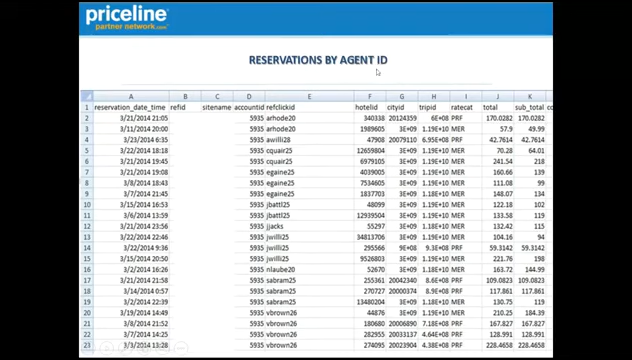 priceline
partner network.com
RESERVATIONS BY AGENT ID
A B C D E F G H I J K
1 reservation_date_time refid sitename accountid refclickid hotelid cityid tripid ratecat total sub_total
2 3/21/2014 21:05 5935 arhode20 340338 20124359 6E+08 PRF 170.0282 170.0282
3 3/11/2014 20:00 5935 arhode20 1989605 3E+09 1.19E+10 MER 57.9 49.99
4 3/23/2014 6:35 5935 awilli28 47908 20079110 6.95E+08 PRF 42.7614 42.7614
5 3/22/2014 18:18 5935 cquair25 12659804 3E+09 1.19E+10 MER 70.28 64.01
6 3/21/2014 19:45 5935 cquair25 6979105 3E+09 1.19E+10 MER 241.54 218
7 3/21/2014 19:08 5935 egaine25 4039005 3E+09 1.19E+10 MER 160.66 139
8 3/8/2014 18:43 5935 egaine25 7534605 3E+09 1.18E+10 MER 111.08 99
9 3/7/2014 21:45 5935 egaine25 1837703 3E+09 1.18E+10 MER 148.07 134
10 3/15/2014 16:53 5935 jbattl25 48099 3E+09 1.19E+10 MER 122.18 102
11 3/6/2014 13:59 5935 jbattl25 12939504 3E+09 1.18E+10 MER 133.58 119
12 3/21/2014 23:56 5935 jjacks 55297 3E+09 1.19E+10 MER 132.42 115
13 3/22/2014 22:46 5935 jwilli25 34813706 3E+09 1.19E+10 MER 104.16 94
14 3/22/2014 9:36 5935 jwilli25 295566 9E+08 9.3E+08 PRF 59.3142 59.3142
15 3/15/2014 20:50 5935 jwilli25 9526803 3E+09 1.19E+10 MER 221.76 198
16 3/2/2014 16:26 5935 nlaube20 52670 3E+09 1.18E+10 MER 163.72 144.99
17 3/21/2014 21:58 5935 sabram25 255361 20042340 8.6E+08 PRF 109.0823 109.0823
18 3/14/2014 0:57 5935 sabram25 270727 20000374 8.9E+08 PRF 117.861 117.861
19 3/2/2014 22:39 5935 sabram25 13480204 3E+09 1.18E+10 MER 130.75 119
20 3/19/2014 14:49 5935 vbrown26 44876 3E+09 1.19E+10 MER 210.25 184.39
21 3/8/2014 21:52 5935 vbrown26 180680 20006890 7.18E+08 PRF 167.827 167.827
22 3/7/2014 14:25 5935 vbrown26 282955 20033137 4.64E+08 PRF 128.991 128.991
23 3/3/2014 13:28 5935 vbrown26 274095 20023904 4.38E+08 PRF 228.4658 228.4658